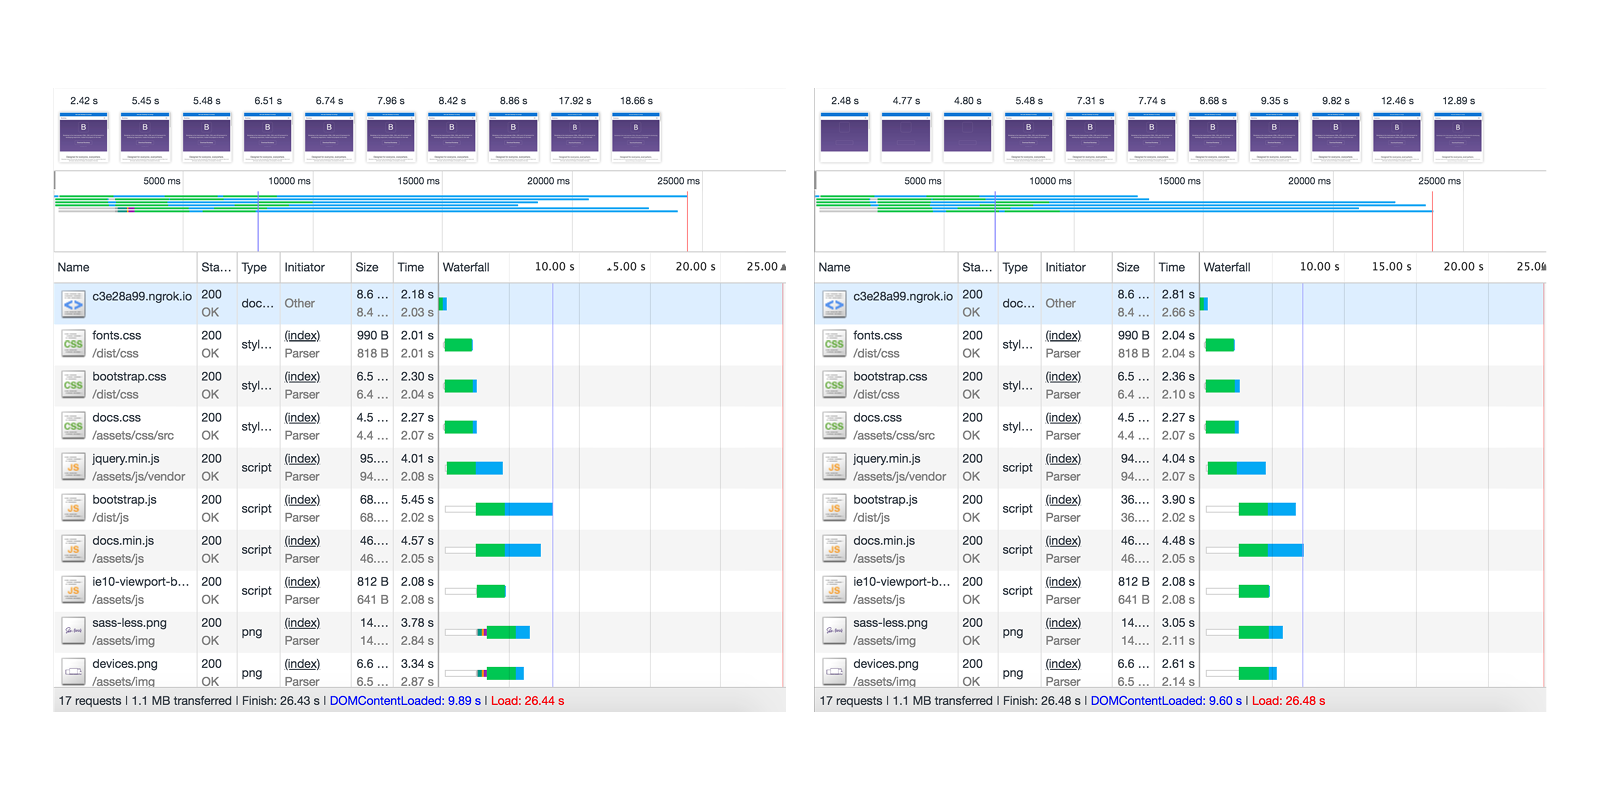 2.42 s 5.45 s 5.48 s 6.51 s 6.74 s 7.96 s 8.42 s 8.86 s 17.92 s 18.66 s
B B B B B B B B B B
5000 ms 10000 ms 15000 ms 20000 ms 25000 ms
Name Sta... Type Initiator Size Time Waterfall 10.00 s 15.00 s 20.00 s 25.00
c3e28a99.ngrok.io 200 OK doc... Other 8.6 ... 8.4 ... 2.18 s 2.03 s
fonts.css 200 styl... (index) 990 B 2.01 s
/dist/css OK Parser 818 B 2.01 s
bootstrap.css 200 styl... (index) 6.5 ... 2.30 s
/dist/css OK Parser 6.4 ... 2.04 s
docs.css 200 styl... (index) 4.5 ... 2.27 s
/assets/css/src OK Parser 4.4 ... 2.07 s
jquery.min.js 200 script (index) 95.... 4.01 s
/assets/js/vendor OK Parser 94.... 2.08 s
bootstrap.js 200 script (index) 68.... 5.45 s
/dist/js OK Parser 68.... 2.02 s
docs.min.js 200 script (index) 46.... 4.57 s
/assets/js OK Parser 46.... 2.05 s
ie10-viewport-b... 200 script (index) 812 B 2.08 s
/assets/js OK Parser 641 B 2.08 s
sass-less.png 200 png (index) 14.... 3.78 s
/assets/img OK Parser 14.... 2.84 s
devices.png 200 png (index) 6.6 ... 3.34 s
/assets/img OK Parser 6.5 ... 2.87 s
17 requests | 1.1 MB transferred | Finish: 26.43 s | DOMContentLoaded: 9.89 s | Load: 26.44 s
2.48 s 4.77 s 4.80 s 5.48 s 7.31 s 7.74 s 8.68 s 9.35 s 9.82 s 12.46 s 12.89 s
B B B B B B B B
5000 ms 10000 ms 15000 ms 20000 ms 25000 ms
Name Sta... Type Initiator Size Time Waterfall 10.00 s 15.00 s 20.00 s 25.0
c3e28a99.ngrok.io 200 OK doc... Other 8.6 ... 8.4 ... 2.81 s 2.66 s
fonts.css 200 styl... (index) 990 B 2.04 s
/dist/css OK Parser 818 B 2.04 s
bootstrap.css 200 styl... (index) 6.5 ... 2.36 s
/dist/css OK Parser 6.4 ... 2.10 s
docs.css 200 styl... (index) 4.5 ... 2.27 s
/assets/css/src OK Parser 4.4 ... 2.07 s
jquery.min.js 200 script (index) 94.... 4.04 s
/assets/js/vendor OK Parser 94.... 2.07 s
bootstrap.js 200 script (index) 36.... 3.90 s
/dist/js OK Parser 36.... 2.02 s
docs.min.js 200 script (index) 46.... 4.48 s
/assets/js OK Parser 46.... 2.05 s
ie10-viewport-b... 200 script (index) 812 B 2.08 s
/assets/js OK Parser 641 B 2.08 s
sass-less.png 200 png (index) 14.... 3.05 s
/assets/img OK Parser 14.... 2.11 s
devices.png 200 png (index) 6.6 ... 2.61 s
/assets/img OK Parser 6.5 ... 2.14 s
17 requests | 1.1 MB transferred | Finish: 26.48 s | DOMContentLoaded: 9.60 s | Load: 26.48 s